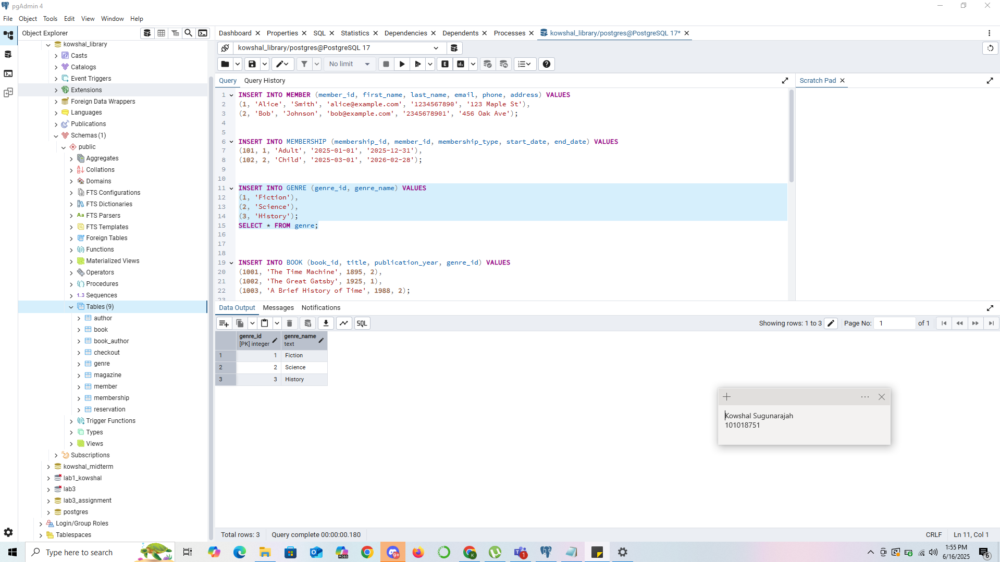 pgAdmin 4
File Object Tools Edit View Window Help
Object Explorer
Dashboard Properties SQL Statistics Dependencies Dependents Processes kowshal_library/postgres@PostgreSQL 17*
kowshal_library/postgres@PostgreSQL 17
No limit
E
Query Query History
Scratch Pad
kowshal_library
Casts
Catalogs
Event Triggers
Extensions
Foreign Data Wrappers
Languages
Publications
Schemas (1)
public
Aggregates
Collations
Domains
FTS Configurations
FTS Dictionaries
Aa FTS Parsers
FTS Templates
Foreign Tables
Functions
Materialized Views
Operators
Procedures
1..3 Sequences
Tables (9)
author
book
book_author
checkout
genre
magazine
member
membership
reservation
Trigger Functions
Types
Views
Subscriptions
kowshal_midterm
lab1_kowshal
lab3
lab3_assignment
postgres
Login/Group Roles
Tablespaces
1 INSERT INTO MEMBER (member_id, first_name, last_name, email, phone, address) VALUES
2 (1, 'Alice', 'Smith', 'alice@example.com', '1234567890', '123 Maple St'),
3 (2, 'Bob', 'Johnson', 'bob@example.com', '2345678901', '456 Oak Ave');
4
5
6 INSERT INTO MEMBERSHIP (membership_id, member_id, membership_type, start_date, end_date) VALUES
7 (101, 1, 'Adult', '2025-01-01', '2025-12-31'),
8 (102, 2, 'Child', '2025-03-01', '2026-02-28');
9
10
11 INSERT INTO GENRE (genre_id, genre_name) VALUES
12 (1, 'Fiction'),
13 (2, 'Science'),
14 (3, 'History');
15 SELECT * FROM genre;
16
17
18
19 INSERT INTO BOOK (book_id, title, publication_year, genre_id) VALUES
20 (1001, 'The Time Machine', 1895, 2),
21 (1002, 'The Great Gatsby', 1925, 1),
22 (1003, 'A Brief History of Time', 1988, 2);
23
Data Output Messages Notifications
SQL
Showing rows: 1 to 3 Page No: 1 of 1
genre_id genre_name
[PK] integer text
1 1 Fiction
2 2 Science
3 3 History
Kowshal Sugunarajah
101018751
Total rows: 3 Query complete 00:00:00.180 CRLF Ln 11, Col 1
Type here to search
M365
9+
K
1
1:55 PM
6/16/2025
6